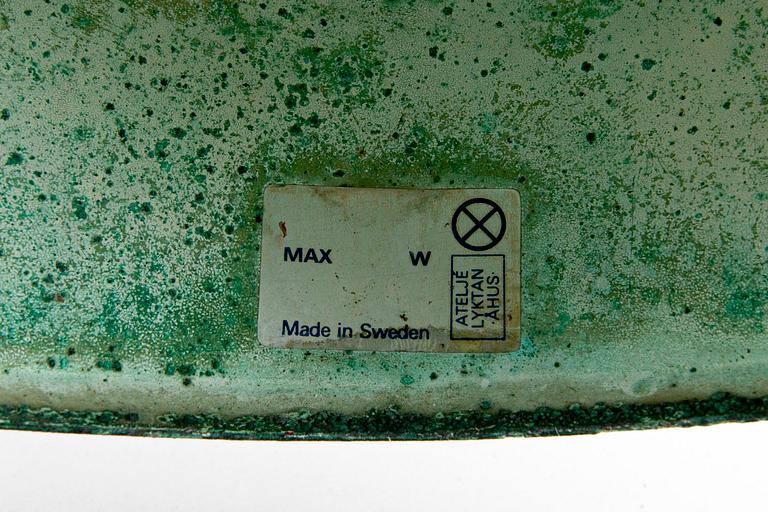 MAX W
Made in Sweden
ATELJÉ
LYKTAN
ÅHUS·